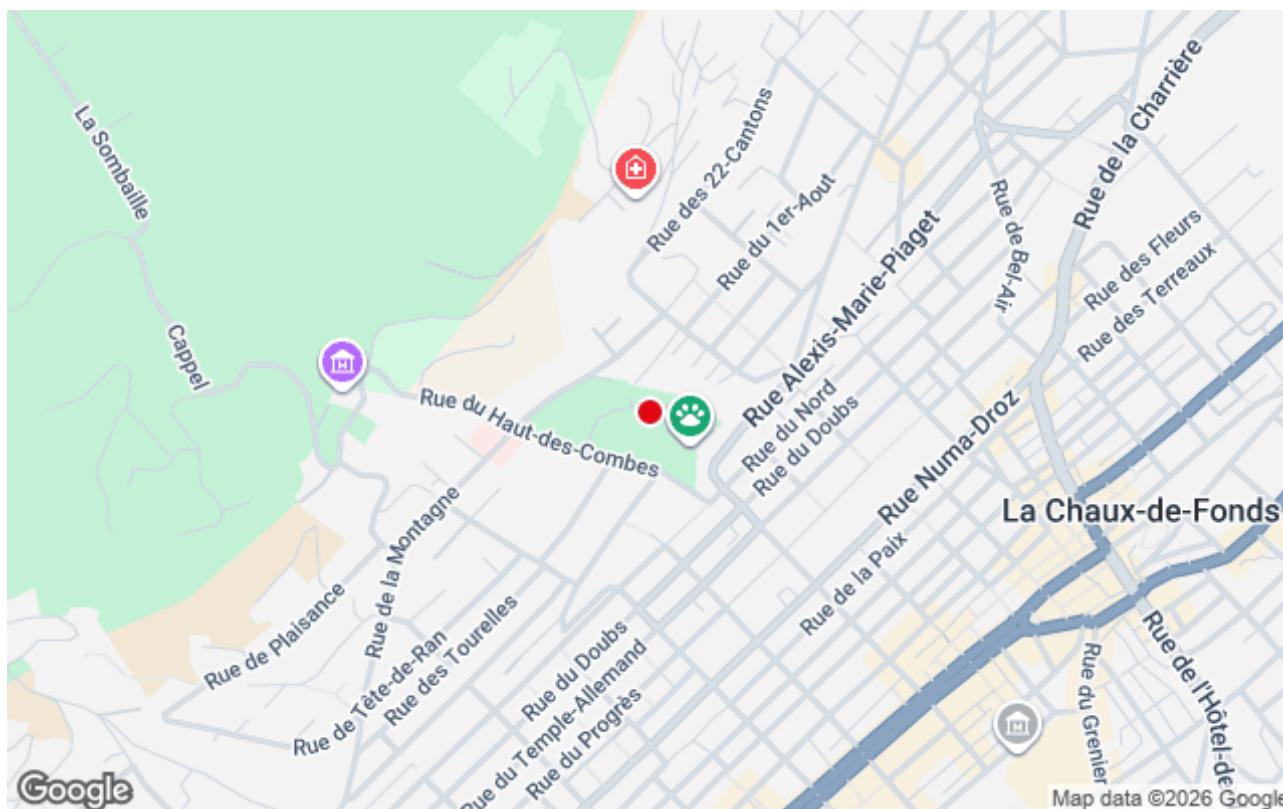 La Sombaille
Rue des 22-Cantons
Rue du 1er-Aout
Rue de la Charrière
Rue de Bel-Air
Rue des Fleurs
Rue des Terreaux
Cappel
Rue Alexis-Marie-Piaget
Rue du Haut-des-Combes
Rue du Nord
Rue du Doubs
Rue Numa-Droz
La Chaux-de-Fonds
Rue de la Montagne
Rue de la Paix
Rue de Plaisance
Rue de Tête-de-Ran
Rue des Tourelles
Rue du Doubs
Rue du Temple-Allemand
Rue du Progrès
Rue du Grenier
Rue de l'Hôtel-de-
H
H
Google
Map data ©2026 Google